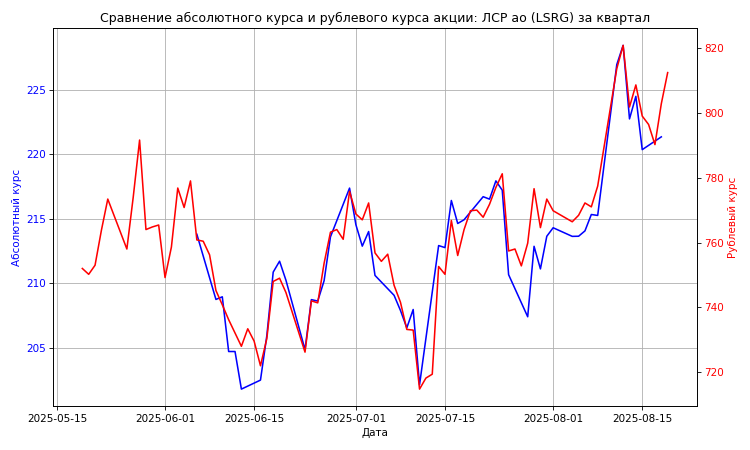 Сравнение абсолютного курса и рублевого курса акции: ЛСР ао (LSRG) за квартал
225
220
215
210
205
Абсолютный курс
820
800
780
760
740
720
Рублевый курс
2025-05-15 2025-06-01 2025-06-15 2025-07-01 2025-07-15 2025-08-01 2025-08-15
Дата